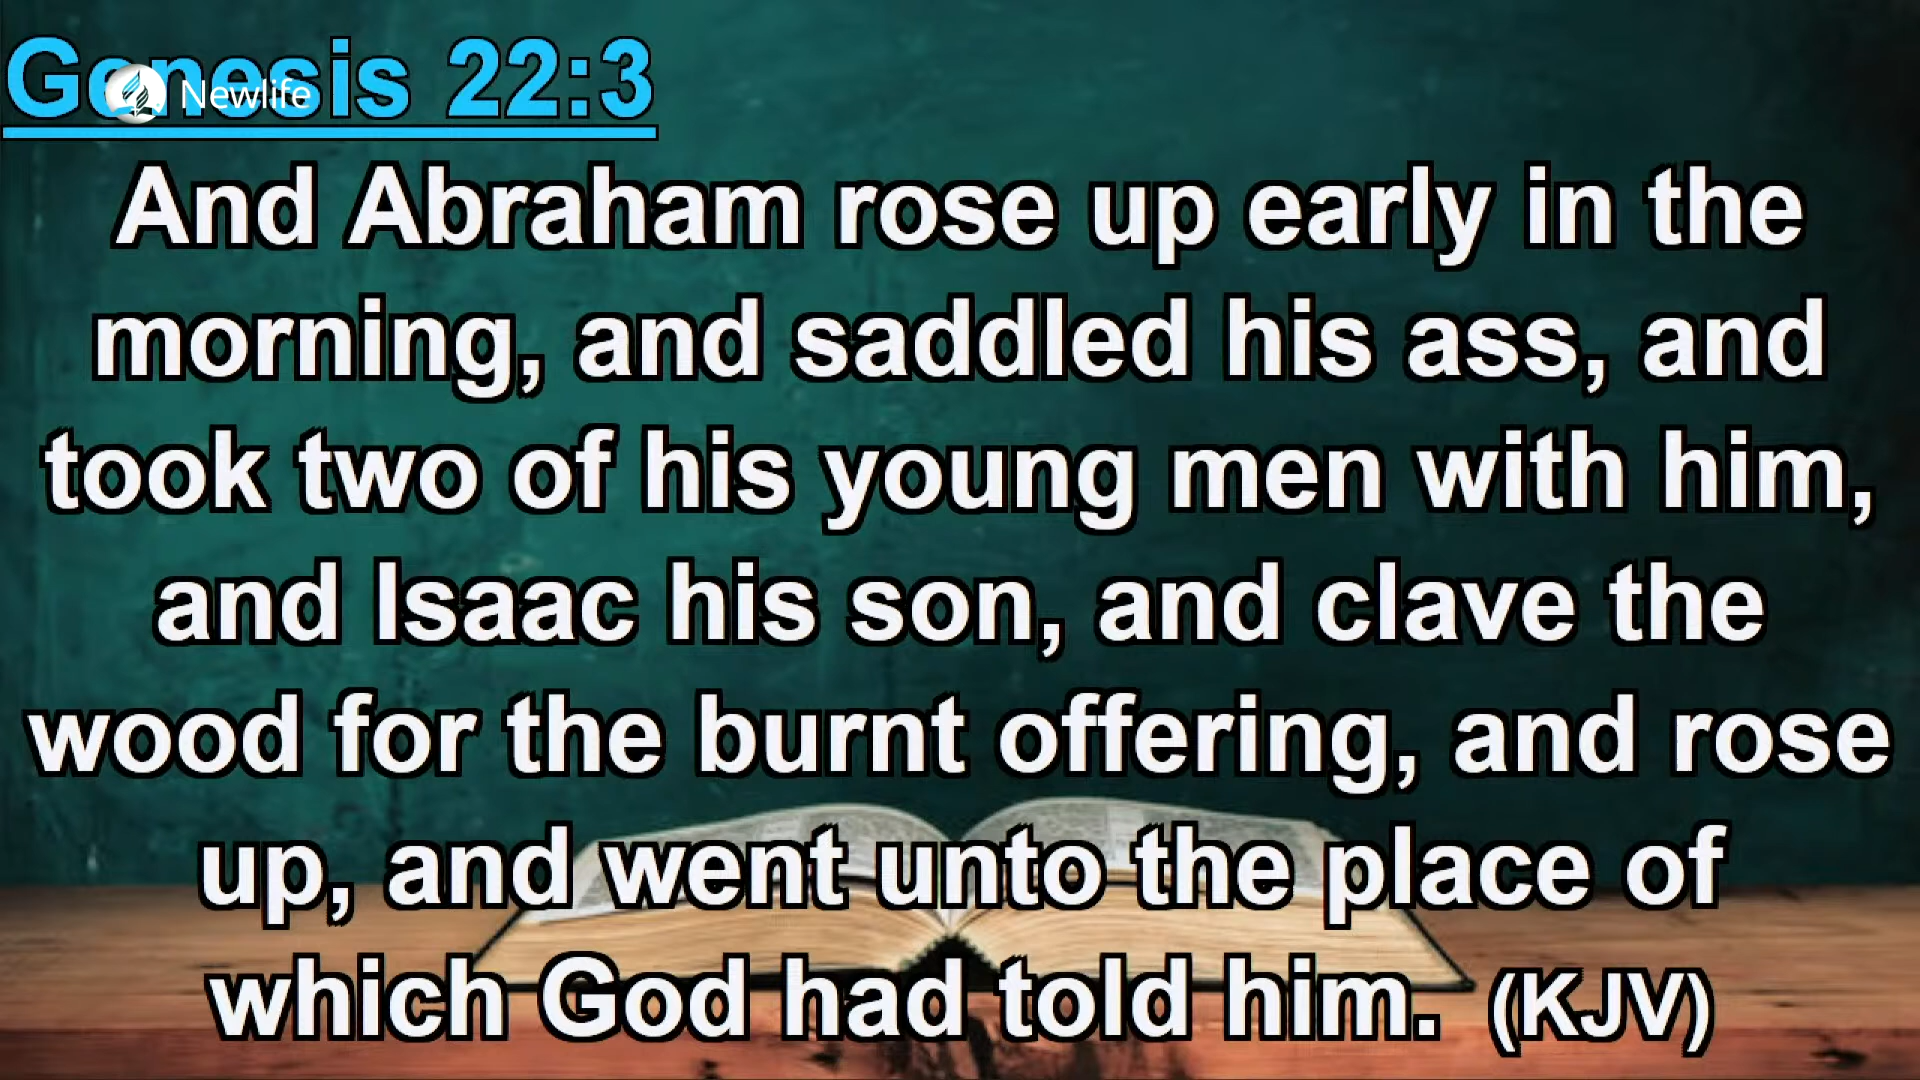 Genesis 22:3
Newlife
And Abraham rose up early in the
morning, and saddled his ass, and
took two of his young men with him,
and Isaac his son, and clave the
wood for the burnt offering, and rose
up, and went unto the place of
which God had told him. (KJV)